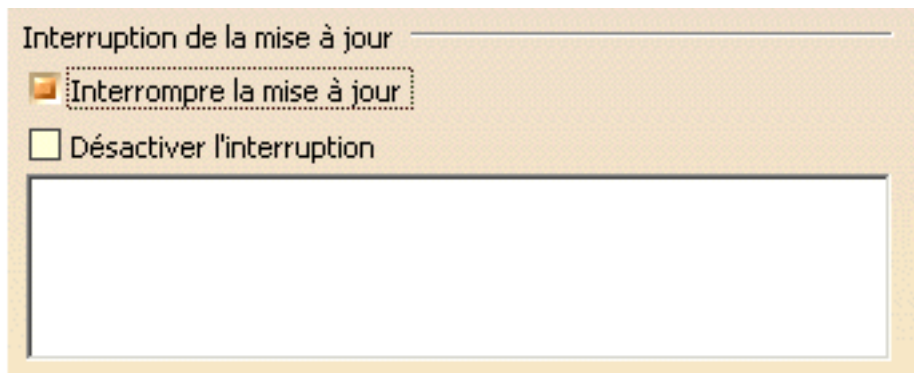 Interruption de la mise à jour
Interrompre la mise à jour
Désactiver l'interruption